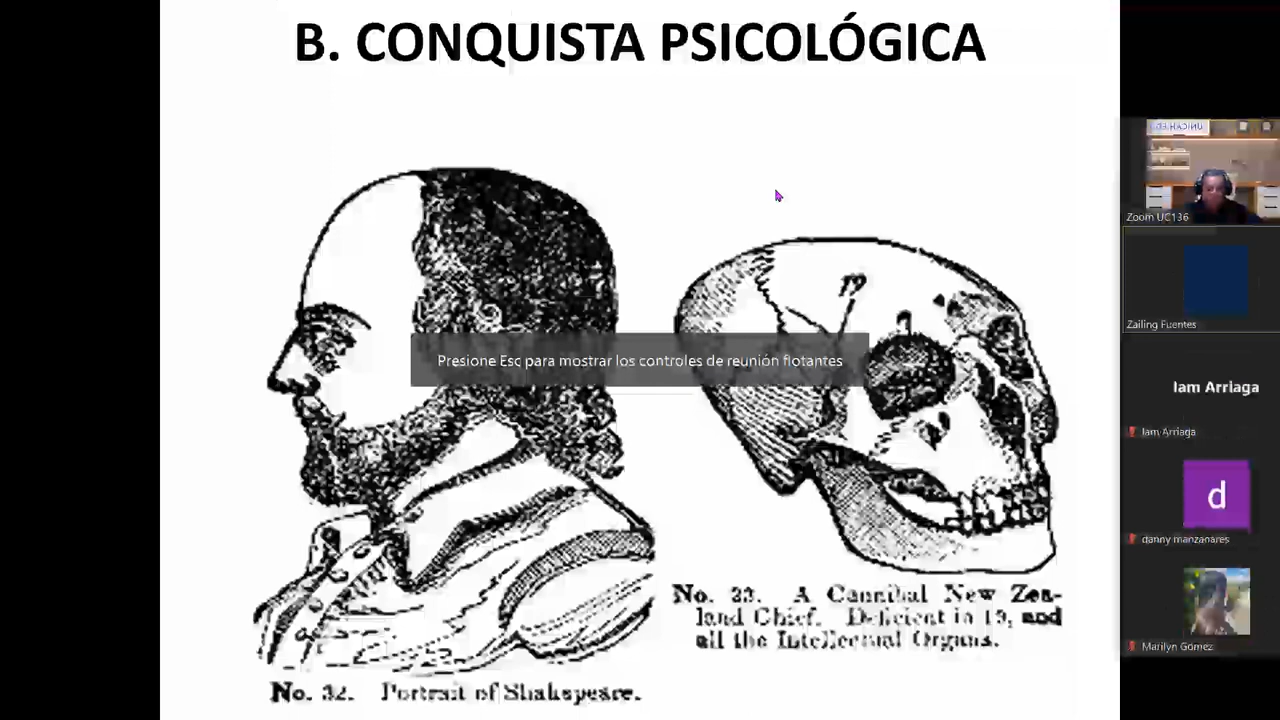 B. CONQUISTA PSICOLÓGICA
19
Presione Esc para mostrar los controles de reunión flotantes
No. 32. Portrait of Shakspeare.
No. 33. A Cannibal New Zea-
land Chief. Deficient in 19, and
all the Intellectual Organs.
Zoom UC136
Zailing Fuentes
Iam Arriaga
Iam Arriaga
d
danny manzanares
Marilyn Gómez